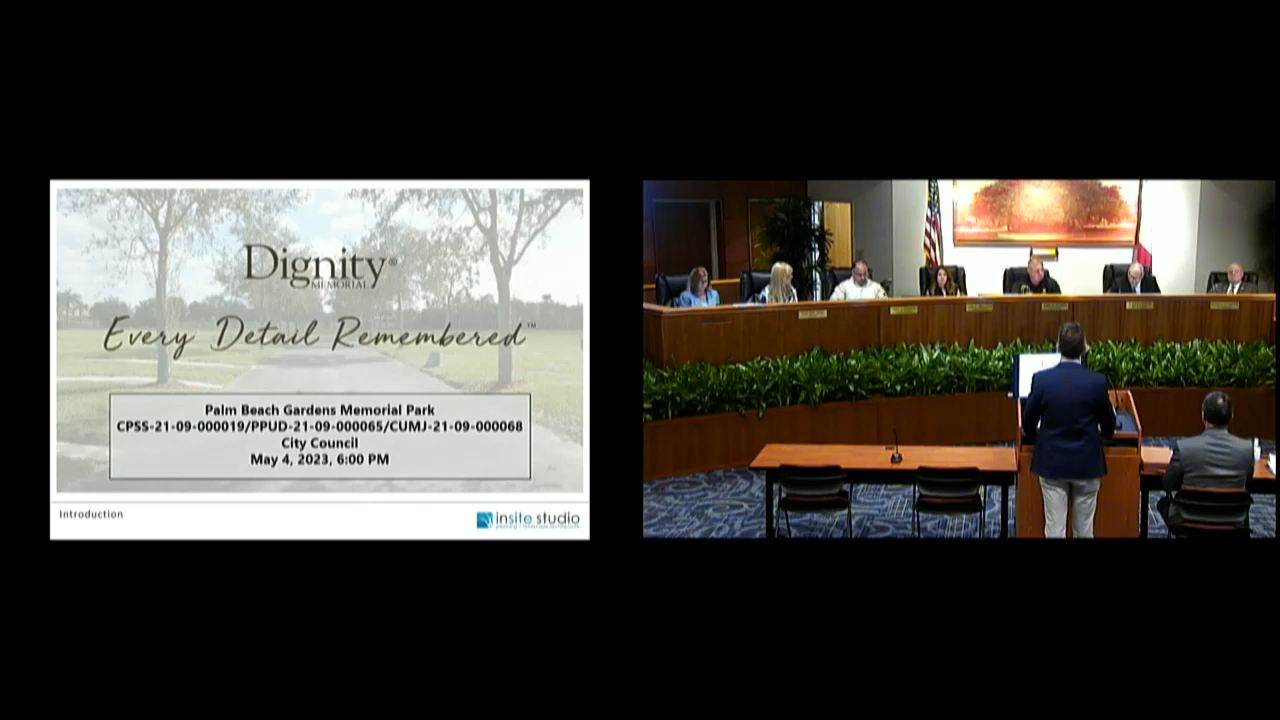 Dignity®
MEMORIAL
Every Detail Remembered™
Palm Beach Gardens Memorial Park
CPSS-21-09-000019/PPUD-21-09-000065/CUMJ-21-09-000068
City Council
May 4, 2023, 6:00 PM
Introduction
insite studio